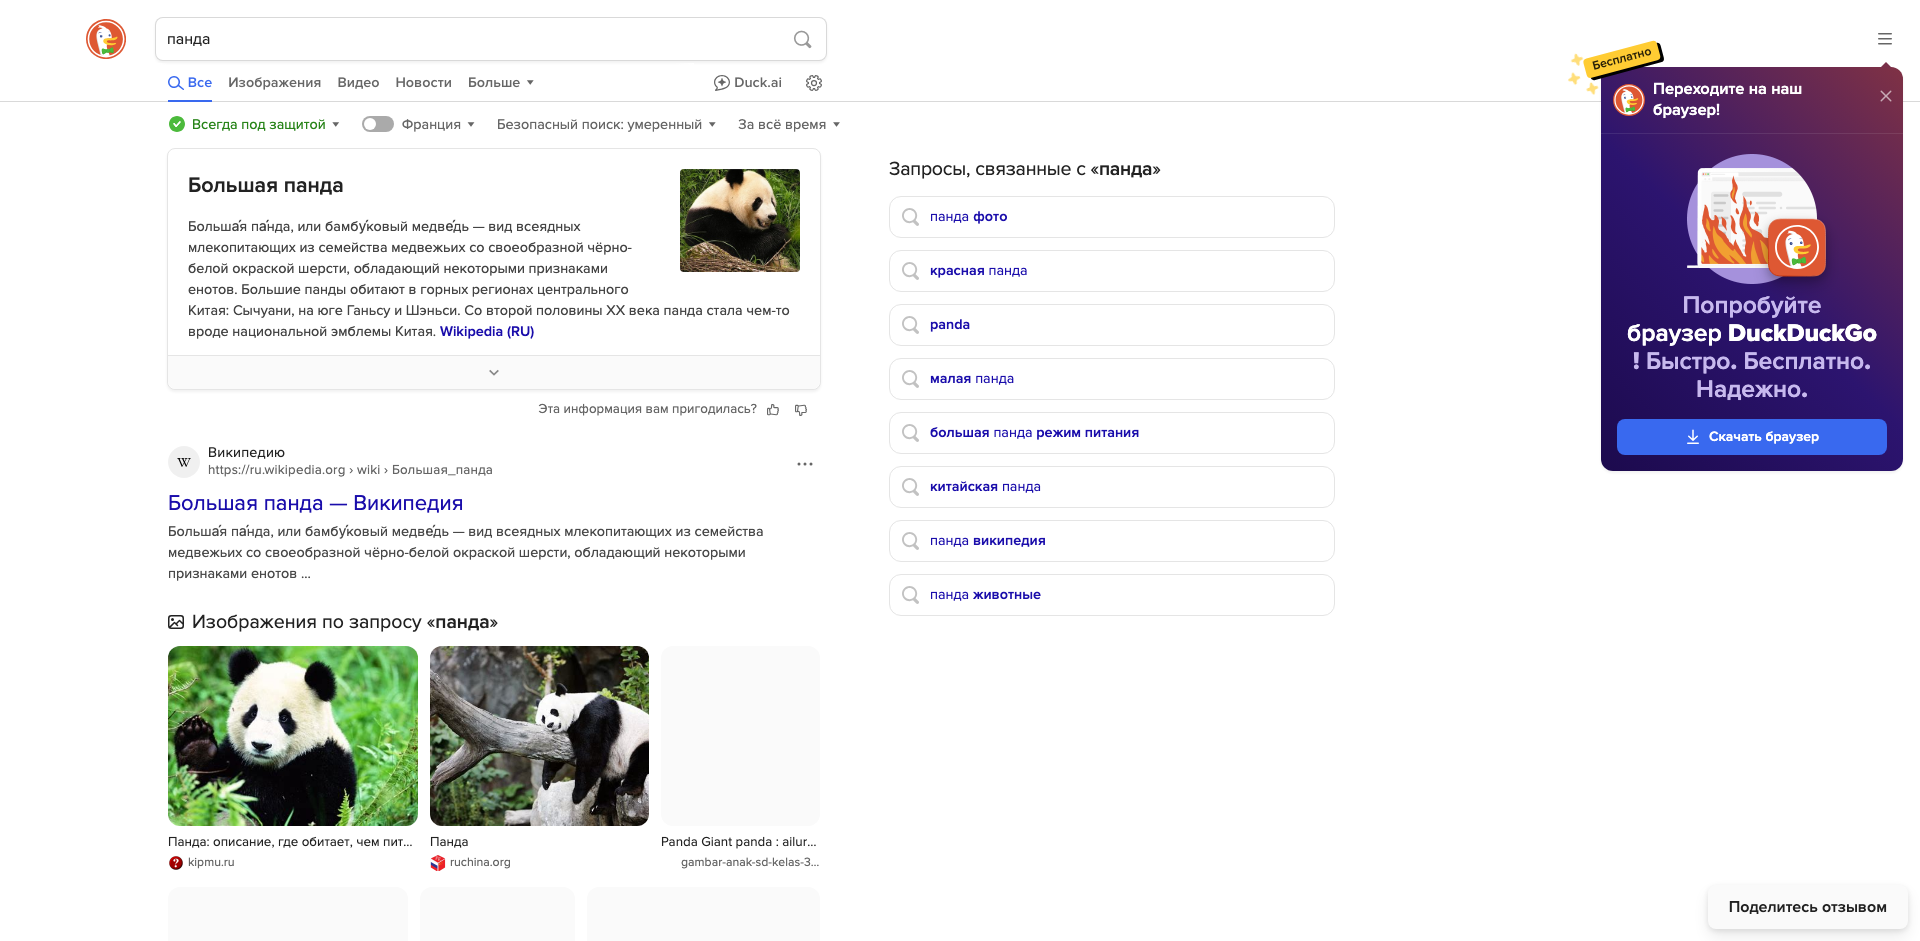 панда
Все
Изображения
Видео
Новости
Больше
Duck.ai
Всегда под защитой
Франция
Безопасный поиск: умеренный
За всё время
Большая панда
Больша́я па́нда, или бамбу́ковый медве́дь — вид всеядных
млекопитающих из семейства медвежьих со своеобразной чёрно-
белой окраской шерсти, обладающий некоторыми признаками
енотов. Большие панды обитают в горных регионах центрального
Китая: Сычуани, на юге Ганьсу и Шэньси. Со второй половины XX века панда стала чем-то
вроде национальной эмблемы Китая. Wikipedia (RU)
Эта информация вам пригодилась?
W
Википедию
https://ru.wikipedia.org › wiki › Большая_панда
Большая панда — Википедия
Больша́я па́нда, или бамбу́ковый медве́дь — вид всеядных млекопитающих из семейства
медвежьих со своеобразной чёрно-белой окраской шерсти, обладающий некоторыми
признаками енотов ...
Изображения по запросу «панда»
Панда: описание, где обитает, чем пит...
kipmu.ru
Панда
ruchina.org
Panda Giant panda : ailur...
gambar-anak-sd-kelas-3...
Запросы, связанные с «панда»
панда фото
красная панда
panda
малая панда
большая панда режим питания
китайская панда
панда википедия
панда животные
Бесплатно
Переходите на наш
браузер!
Попробуйте
браузер DuckDuckGo
! Быстро. Бесплатно.
Надежно.
Скачать браузер
Поделитесь отзывом